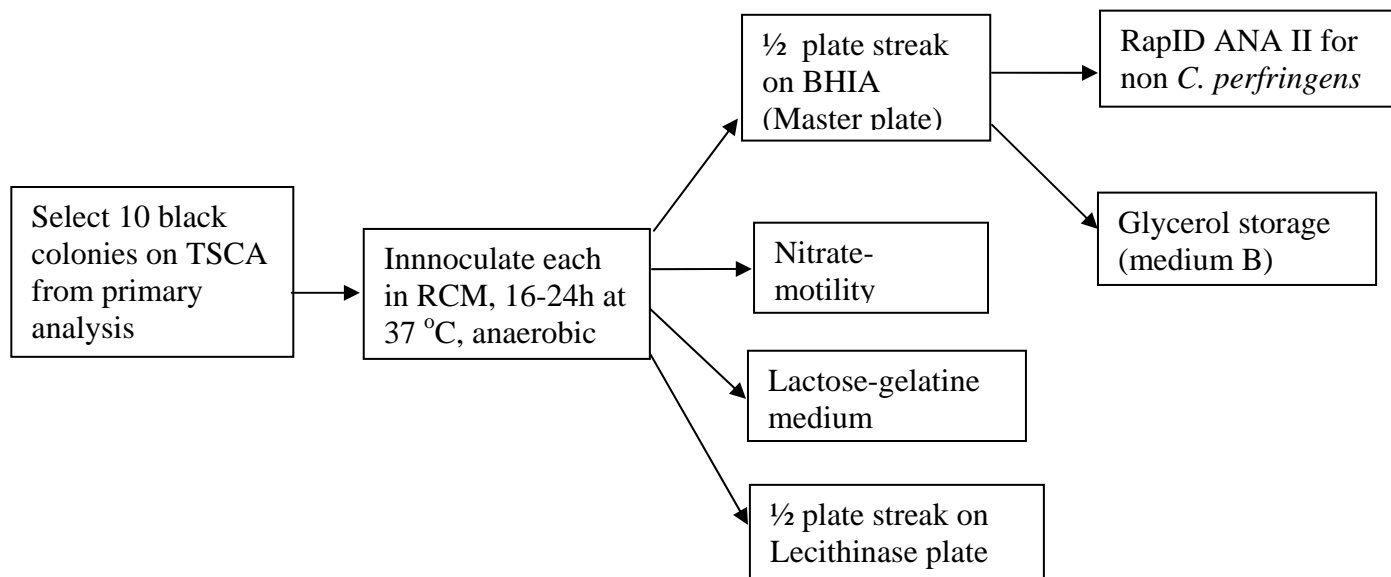 Select 10 black
colonies on TSCA
from primary
analysis
Innnoculate each
in RCM, 16-24h at
37 °C, anaerobic
½ plate streak
on BHIA
(Master plate)
RapID ANA II for
non C. perfringens
Glycerol storage
(medium B)
Nitrate-
motility
Lactose-gelatine
medium
½ plate streak on
Lecithinase plate